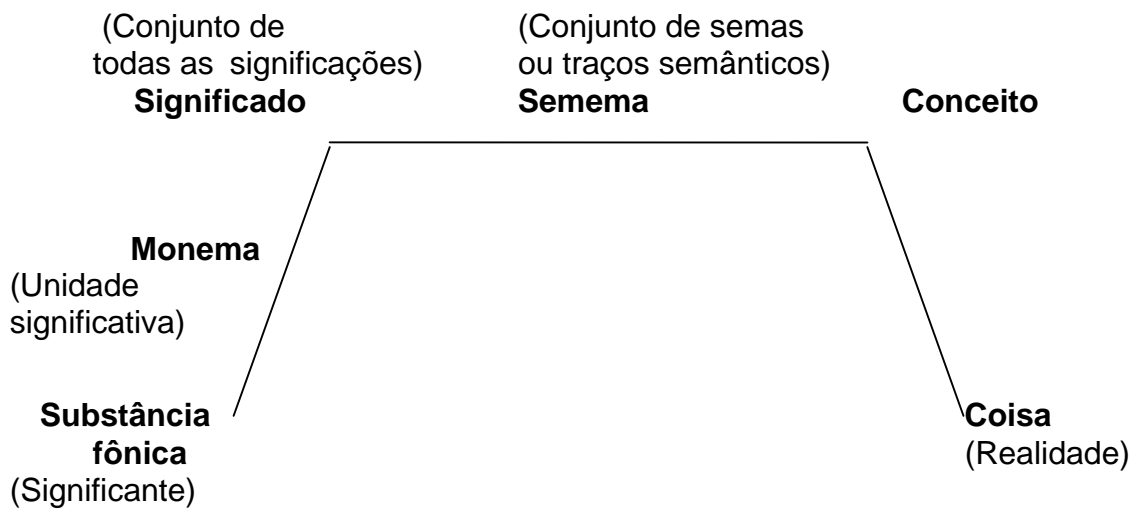 (Conjunto de
todas as significações)
Significado
(Conjunto de semas
ou traços semânticos)
Semema
Conceito
Monema
(Unidade
significativa)
Substância
fônica
(Significante)
Coisa
(Realidade)